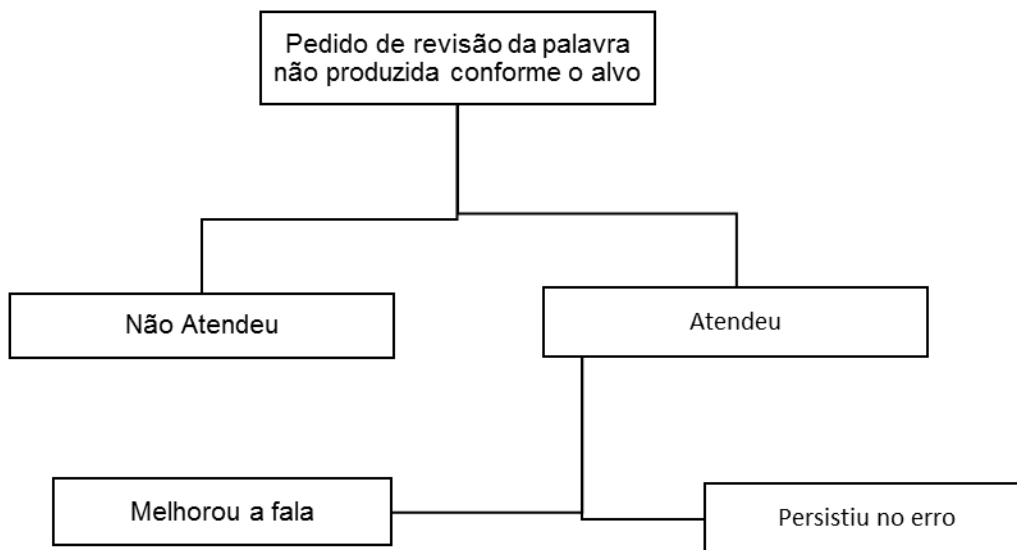 Pedido de revisão da palavra
não produzida conforme o alvo
Não Atendeu
Atendeu
Melhorou a fala
Persistiu no erro